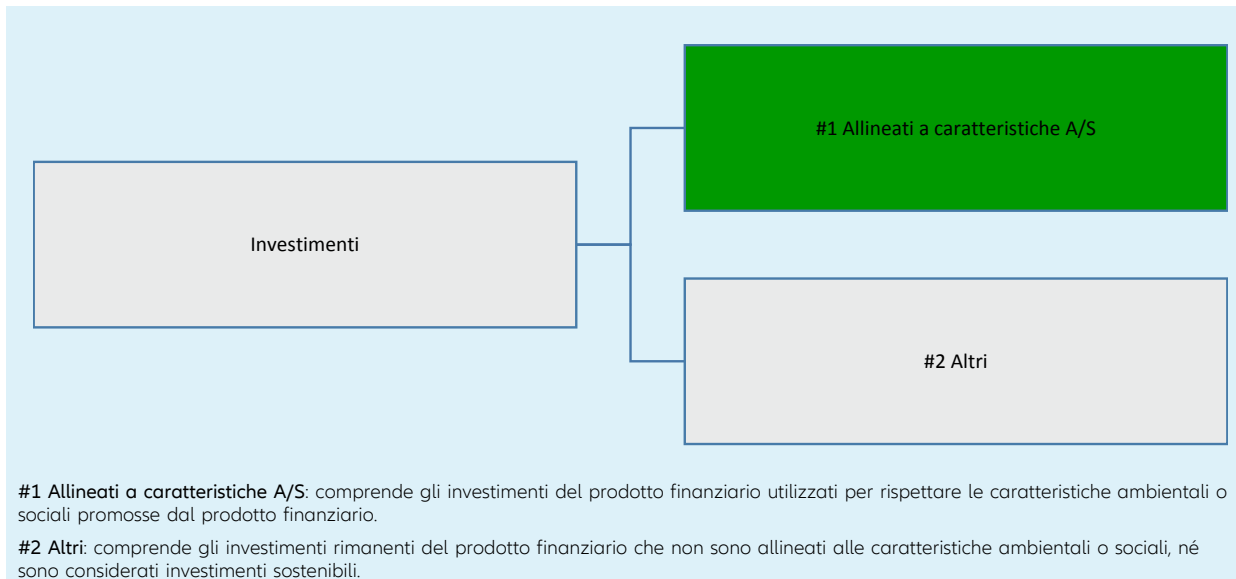 #1 Allineati a caratteristiche A/S
Investimenti
#2 Altri
#1 Allineati a caratteristiche A/S: comprende gli investimenti del prodotto finanziario utilizzati per rispettare le caratteristiche ambientali o
sociali promosse dal prodotto finanziario.
#2 Altri: comprende gli investimenti rimanenti del prodotto finanziario che non sono allineati alle caratteristiche ambientali o sociali, né
sono considerati investimenti sostenibili.